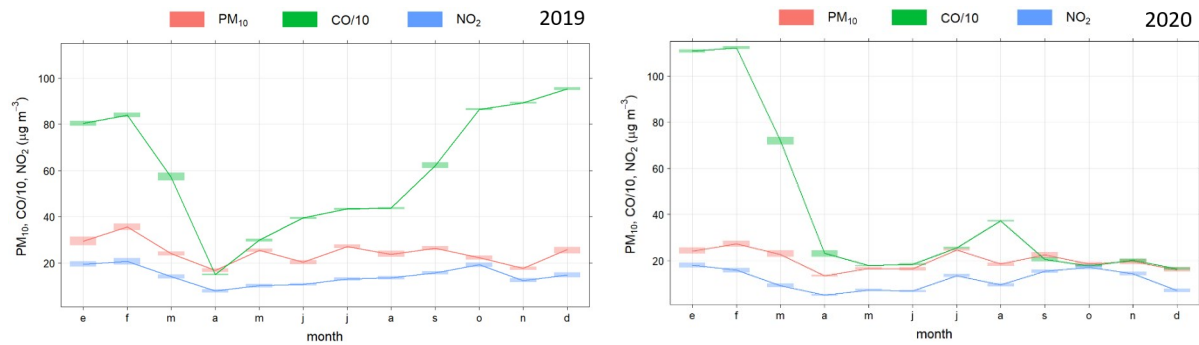 PM₁₀ CO/10 NO₂ 2019
PM₁₀, CO/10, NO₂ (µg m⁻³)
100
80
60
40
20
e f m a m j j a s o n d
month
PM₁₀ CO/10 NO₂ 2020
PM₁₀, CO/10, NO₂ (µg m⁻³)
100
80
60
40
20
e f m a m j j a s o n d
month